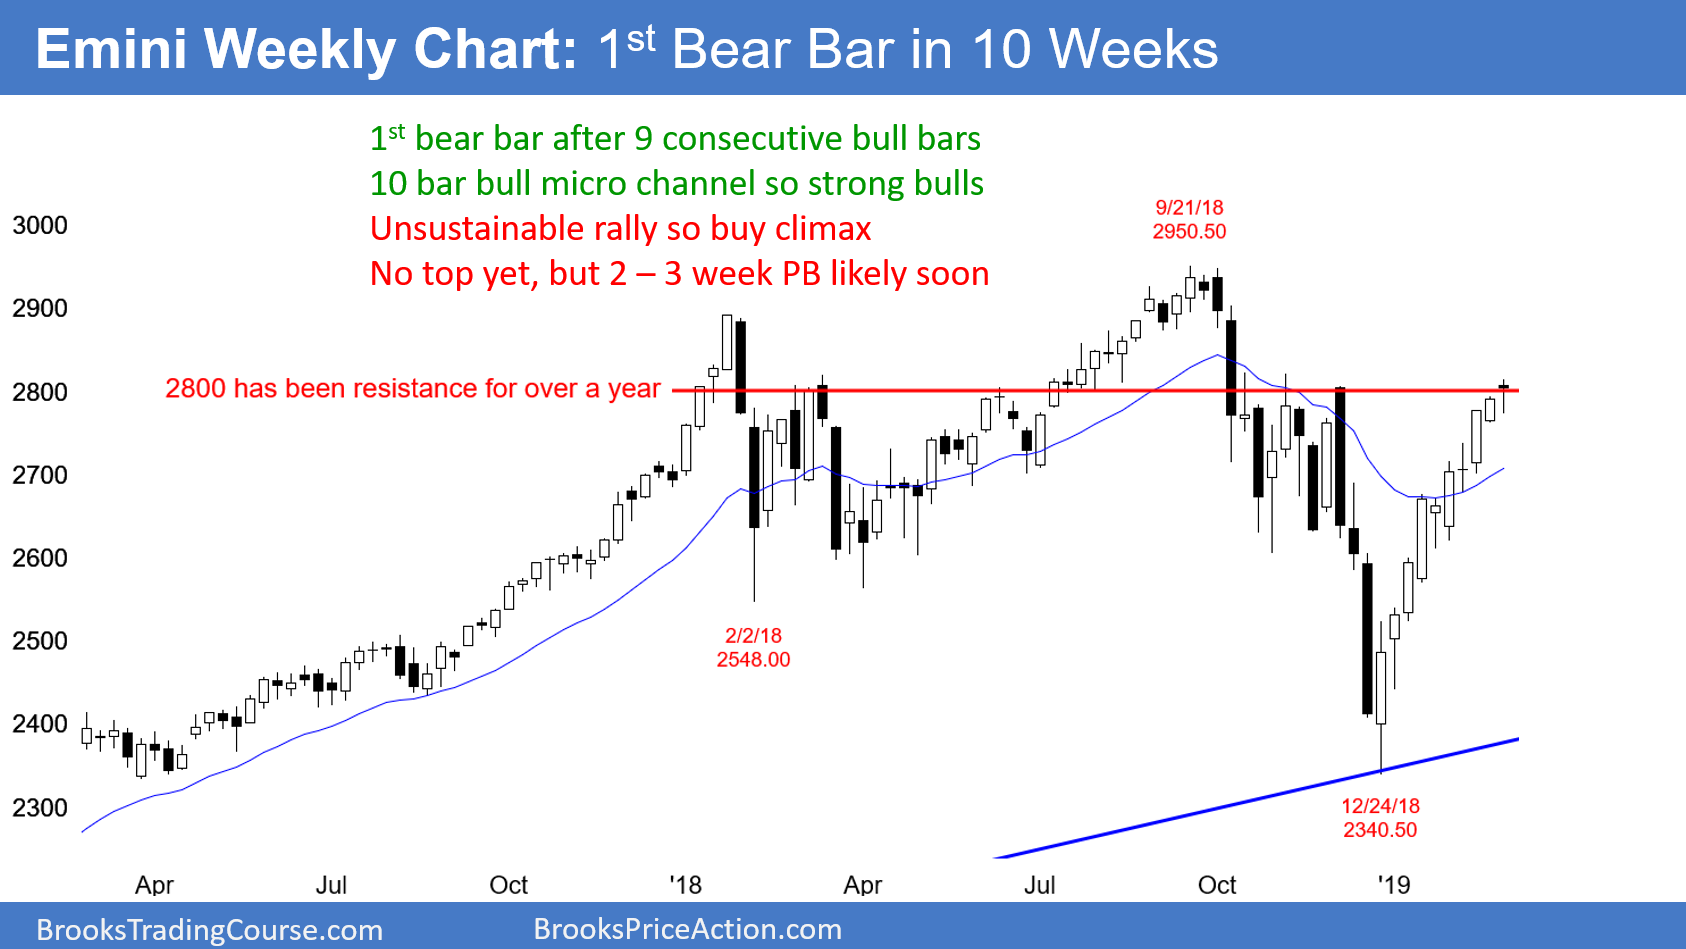 Emini Weekly Chart: 1st Bear Bar in 10 Weeks
1st bear bar after 9 consecutive bull bars
10 bar bull micro channel so strong bulls
Unsustainable rally so buy climax
No top yet, but 2 – 3 week PB likely soon
9/21/18
2950.50
3000
2900
2800
2700
2600
2500
2400
2300
2800 has been resistance for over a year
2/2/18
2548.00
12/24/18
2340.50
Apr Jul Oct '18 Apr Jul Oct '19
BrooksTradingCourse.com BrooksPriceAction.com